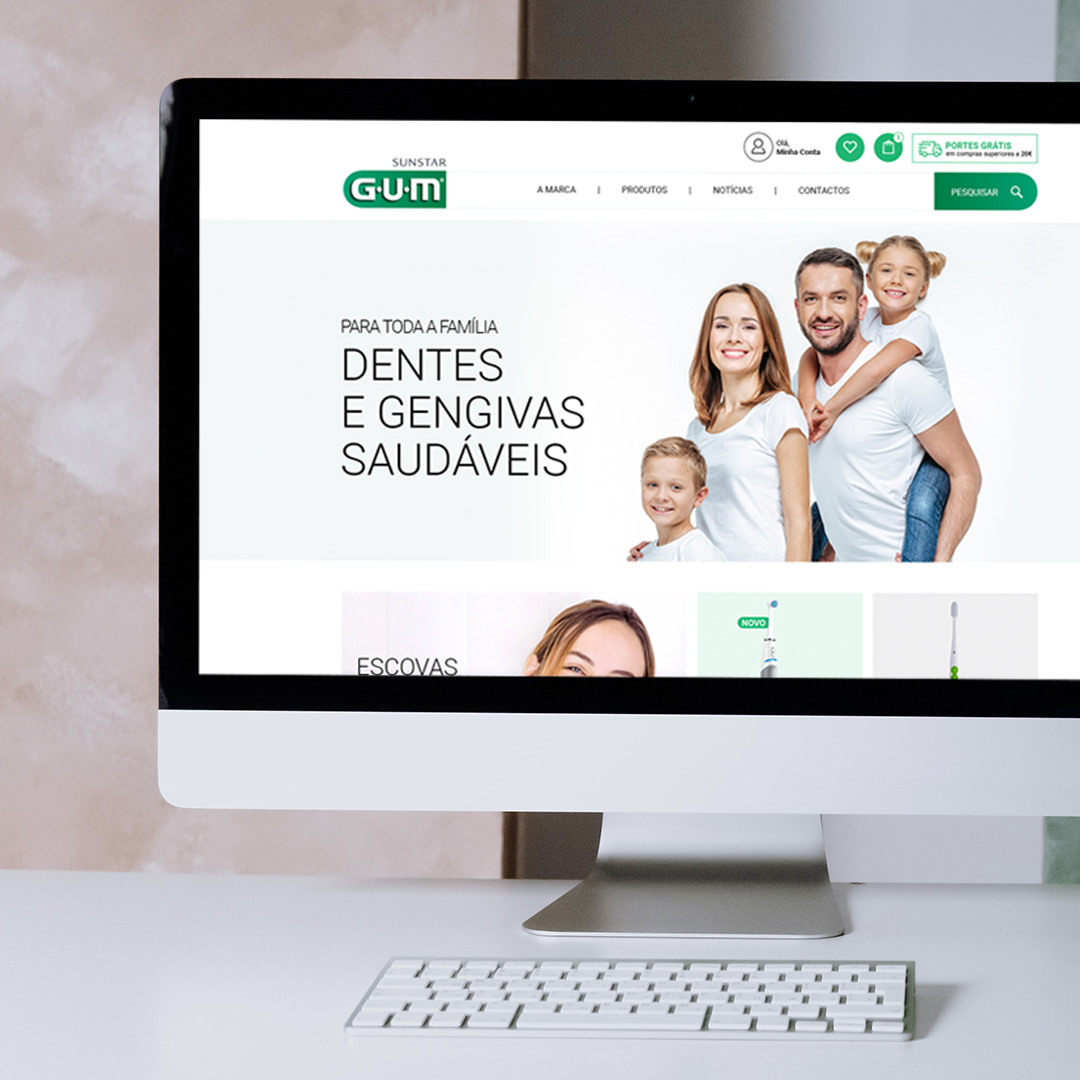 Olá,
Minha Conta
1
PORTES GRÁTIS
em compras superiores a 20€
SUNSTAR
G·U·M
A MARCA | PRODUTOS | NOTÍCIAS | CONTACTOS
PESQUISAR
PARA TODA A FAMÍLIA
DENTES
E GENGIVAS
SAUDÁVEIS
NOVO
ESCOVAS